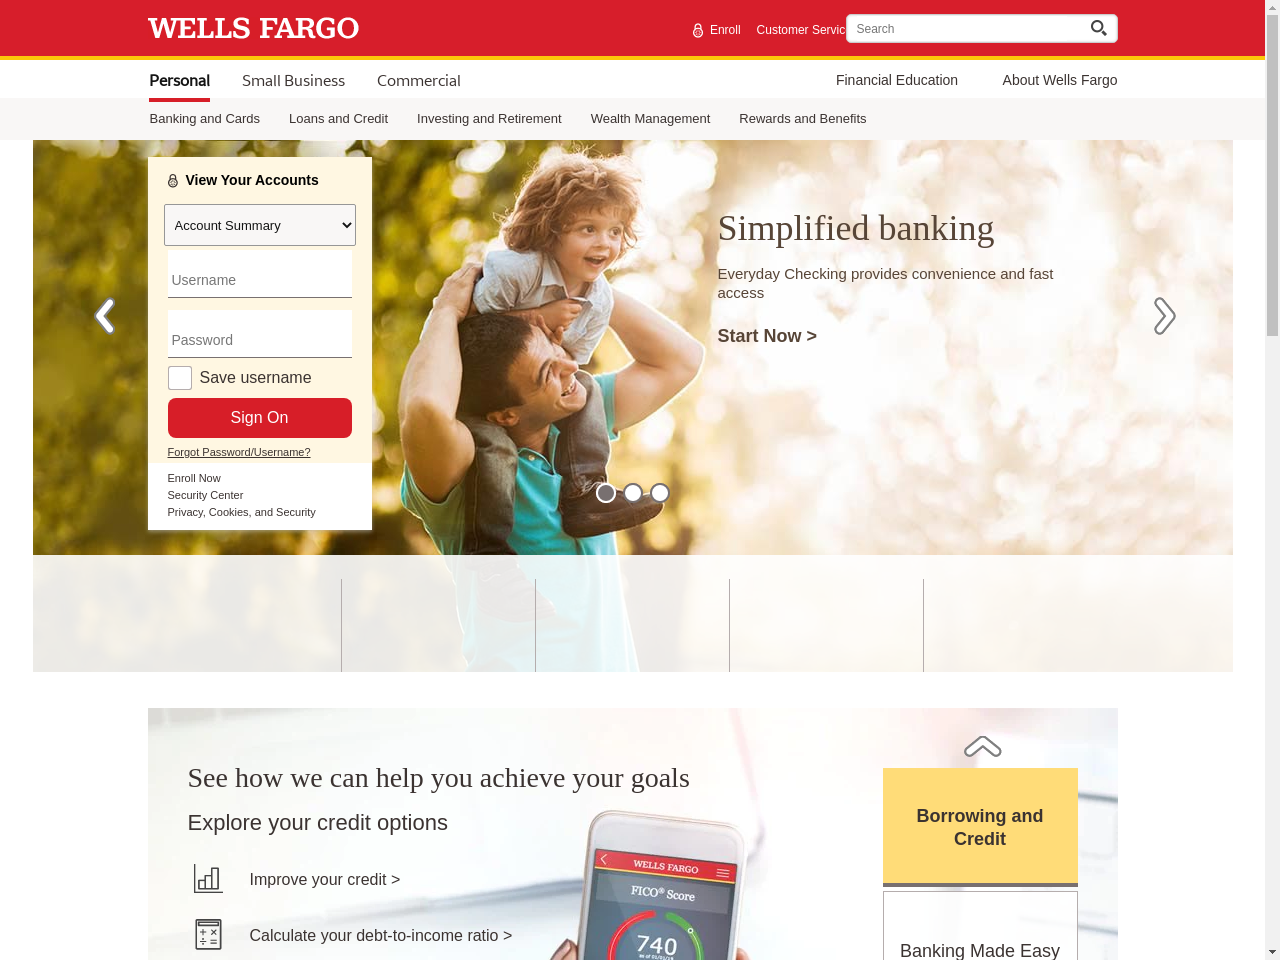 WELLS FARGO
Enroll
Customer Servic
Search
Personal
Small Business
Commercial
Financial Education
About Wells Fargo
Banking and Cards
Loans and Credit
Investing and Retirement
Wealth Management
Rewards and Benefits
View Your Accounts
Account Summary
Username
Password
Save username
Sign On
Forgot Password/Username?
Enroll Now
Security Center
Privacy, Cookies, and Security
Simplified banking
Everyday Checking provides convenience and fast
access
Start Now >
See how we can help you achieve your goals
Explore your credit options
Improve your credit >
Calculate your debt-to-income ratio >
WELLS FARGO
FICO® Score
740
as of 01/01/18
Borrowing and
Credit
Banking Made Easy